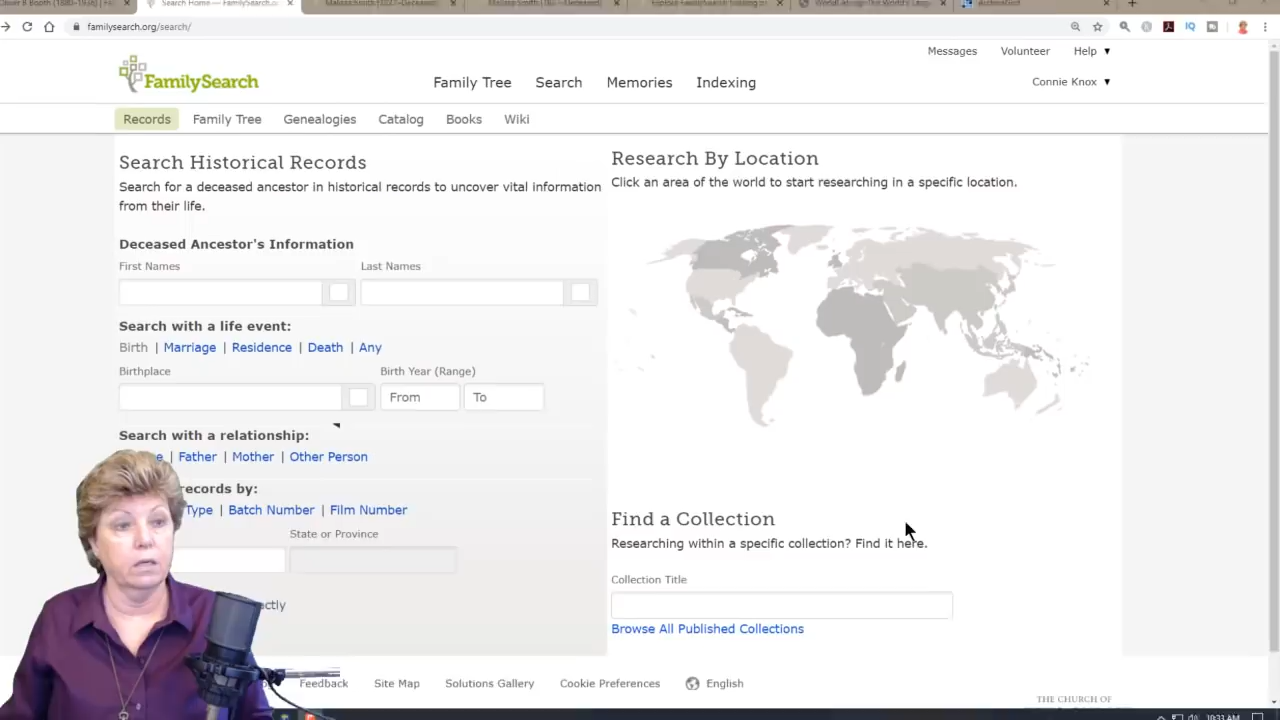 familysearch.org/search/
Messages Volunteer Help
FamilySearch
Family Tree Search Memories Indexing
Connie Knox
Records Family Tree Genealogies Catalog Books Wiki
Search Historical Records
Search for a deceased ancestor in historical records to uncover vital information
from their life.
Deceased Ancestor's Information
First Names Last Names
Search with a life event:
Birth | Marriage | Residence | Death | Any
Birthplace Birth Year (Range)
From To
Search with a relationship:
| Father | Mother | Other Person
records by:
Type | Batch Number | Film Number
State or Province
Research By Location
Click an area of the world to start researching in a specific location.
Find a Collection
Researching within a specific collection? Find it here.
Collection Title
Browse All Published Collections
Feedback Site Map Solutions Gallery Cookie Preferences English
THE CHURCH OF
10:33 AM